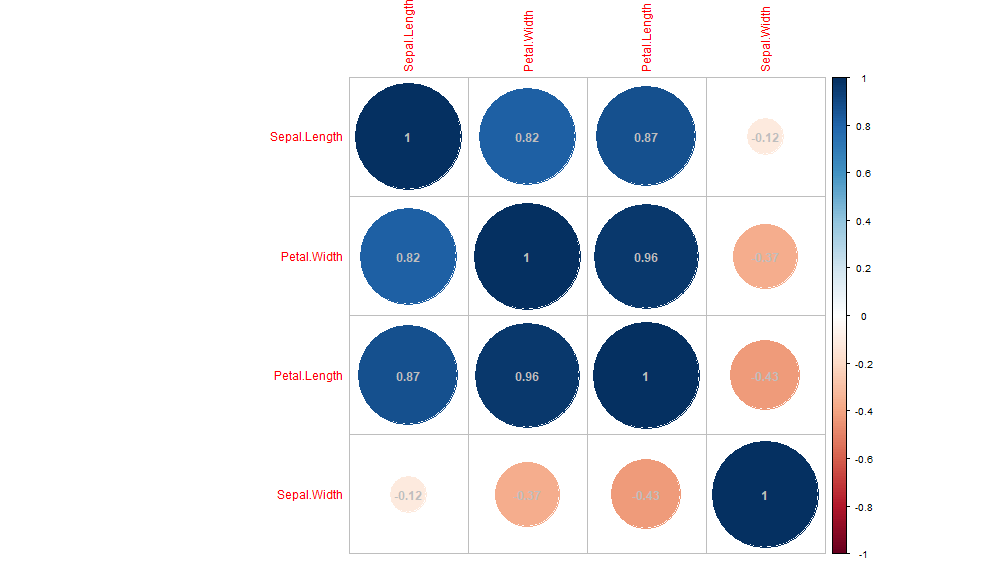 Sepal.Length Petal.Width Petal.Length Sepal.Width
Sepal.Length 1 0.82 0.87 -0.12
Petal.Width 0.82 1 0.96
Petal.Length 0.87 0.96 1 -0.43
Sepal.Width -0.12 -0.43 1
1
0.8
0.6
0.4
0.2
0
-0.2
-0.4
-0.6
-0.8
-1